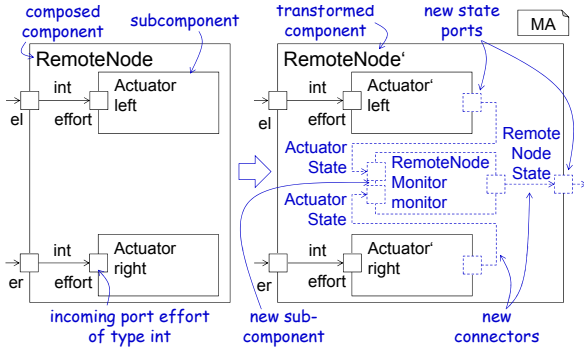 composed
component
subcomponent
transformed
component
new state
ports
MA
RemoteNode
RemoteNode‘
int
Actuator
left
el
effort
int
Actuator‘
left
el
effort
Actuator
State
RemoteNode
Monitor
monitor
Remote
Node
State
Actuator
State
int
Actuator
right
er
effort
int
Actuator‘
right
er
effort
incoming port effort
of type int
new sub-
component
new
connectors